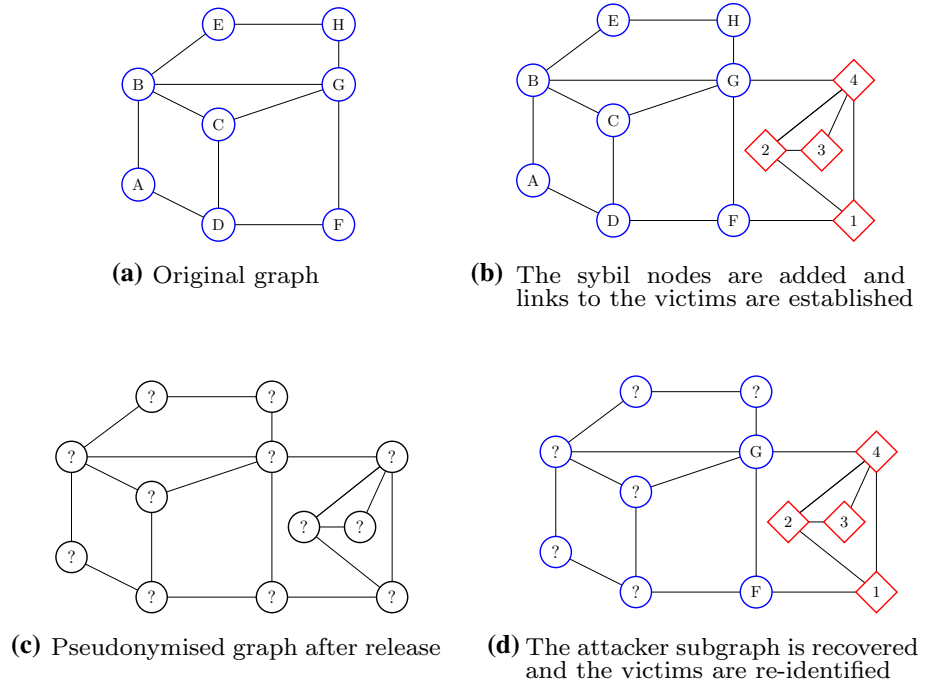 E H
B G
C
A
D F
(a) Original graph
E H
B G 4
C
2 3
A
D F 1
(b) The sybil nodes are added and
links to the victims are established
? ?
? ? ?
?
? ?
?
? ? ?
(c) Pseudonymised graph after release
? ?
? G 4
?
2 3
?
? F 1
(d) The attacker subgraph is recovered
and the victims are re-identified